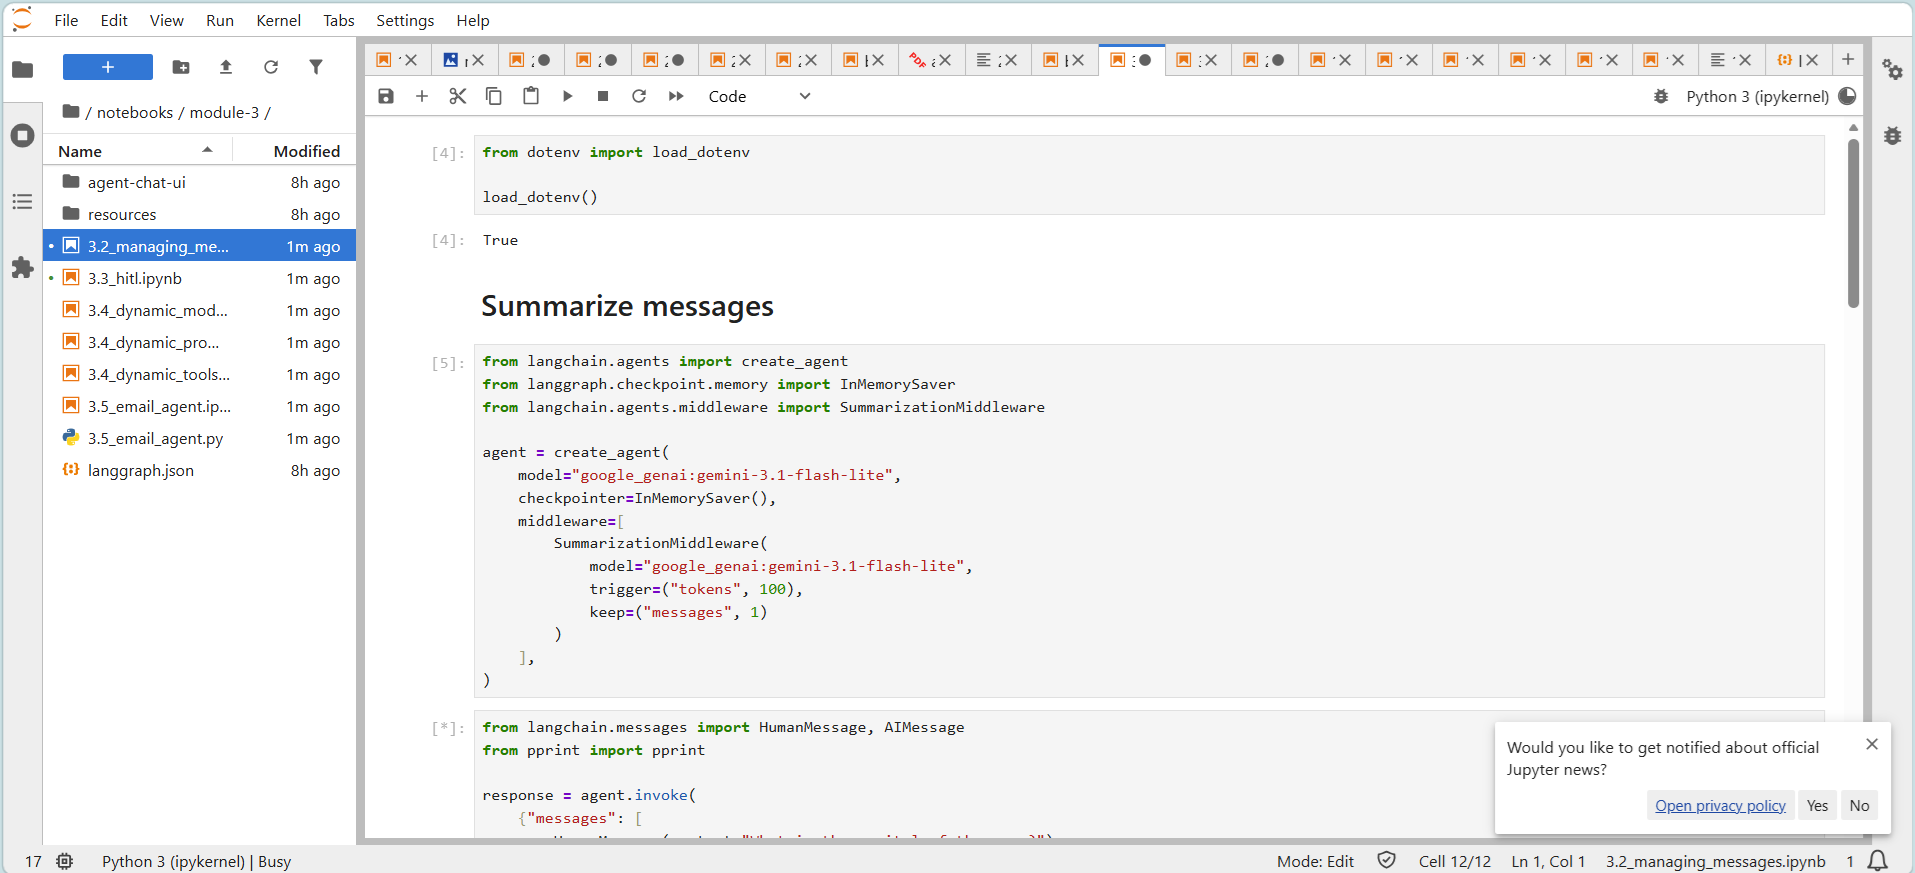 File Edit View Run Kernel Tabs Settings Help
+
/ notebooks / module-3 /
Name Modified
agent-chat-ui 8h ago
resources 8h ago
3.2_managing_me... 1m ago
3.3_hitl.ipynb 1m ago
3.4_dynamic_mod... 1m ago
3.4_dynamic_pro... 1m ago
3.4_dynamic_tools... 1m ago
3.5_email_agent.ip... 1m ago
3.5_email_agent.py 1m ago
langgraph.json 8h ago
Code
Python 3 (ipykernel)
[4]: from dotenv import load_dotenv
load_dotenv()
[4]: True
Summarize messages
[5]: from langchain.agents import create_agent
from langgraph.checkpoint.memory import InMemorySaver
from langchain.agents.middleware import SummarizationMiddleware
agent = create_agent(
model="google_genai:gemini-3.1-flash-lite",
checkpointer=InMemorySaver(),
middleware=[
SummarizationMiddleware(
model="google_genai:gemini-3.1-flash-lite",
trigger=("tokens", 100),
keep=("messages", 1)
)
],
)
[*]: from langchain.messages import HumanMessage, AIMessage
from pprint import pprint
response = agent.invoke(
{"messages": [
Would you like to get notified about official
Jupyter news?
Open privacy policy Yes No
17 Python 3 (ipykernel) | Busy
Mode: Edit Cell 12/12 Ln 1, Col 1 3.2_managing_messages.ipynb 1